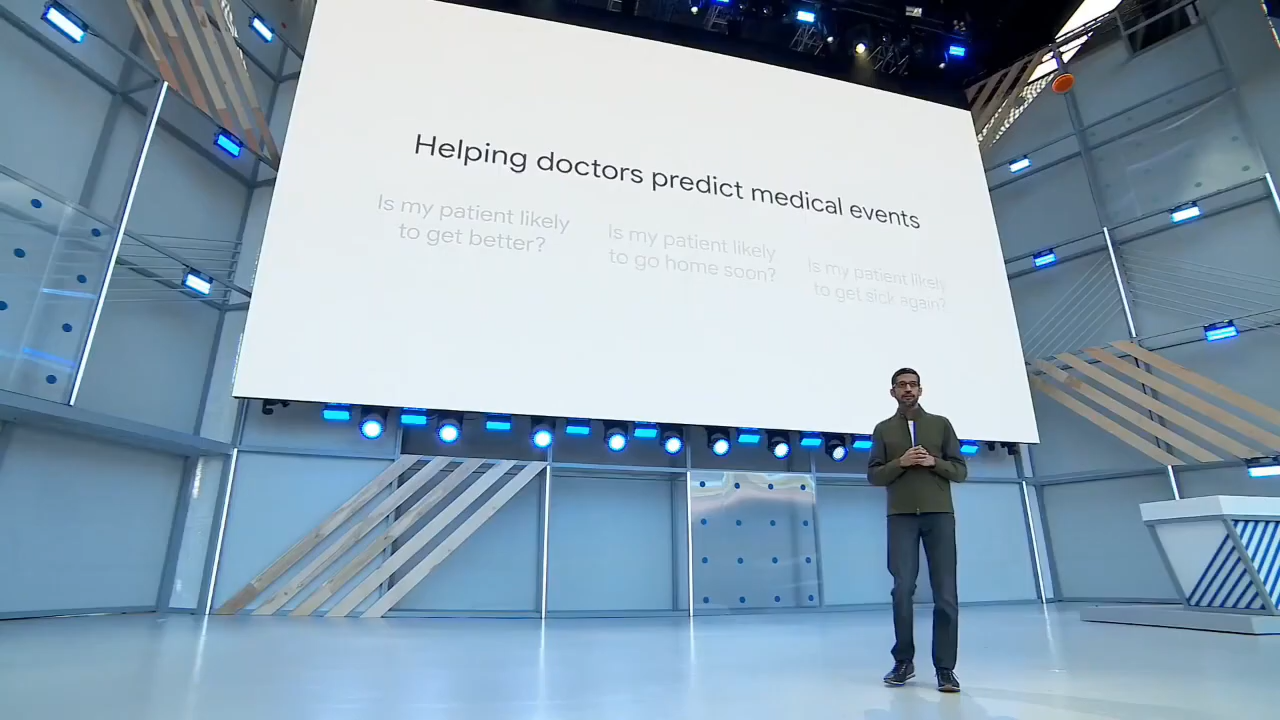 Helping doctors predict medical events
Is my patient likely
to get better?
Is my patient likely
to go home soon?
Is my patient likely
to get sick again?